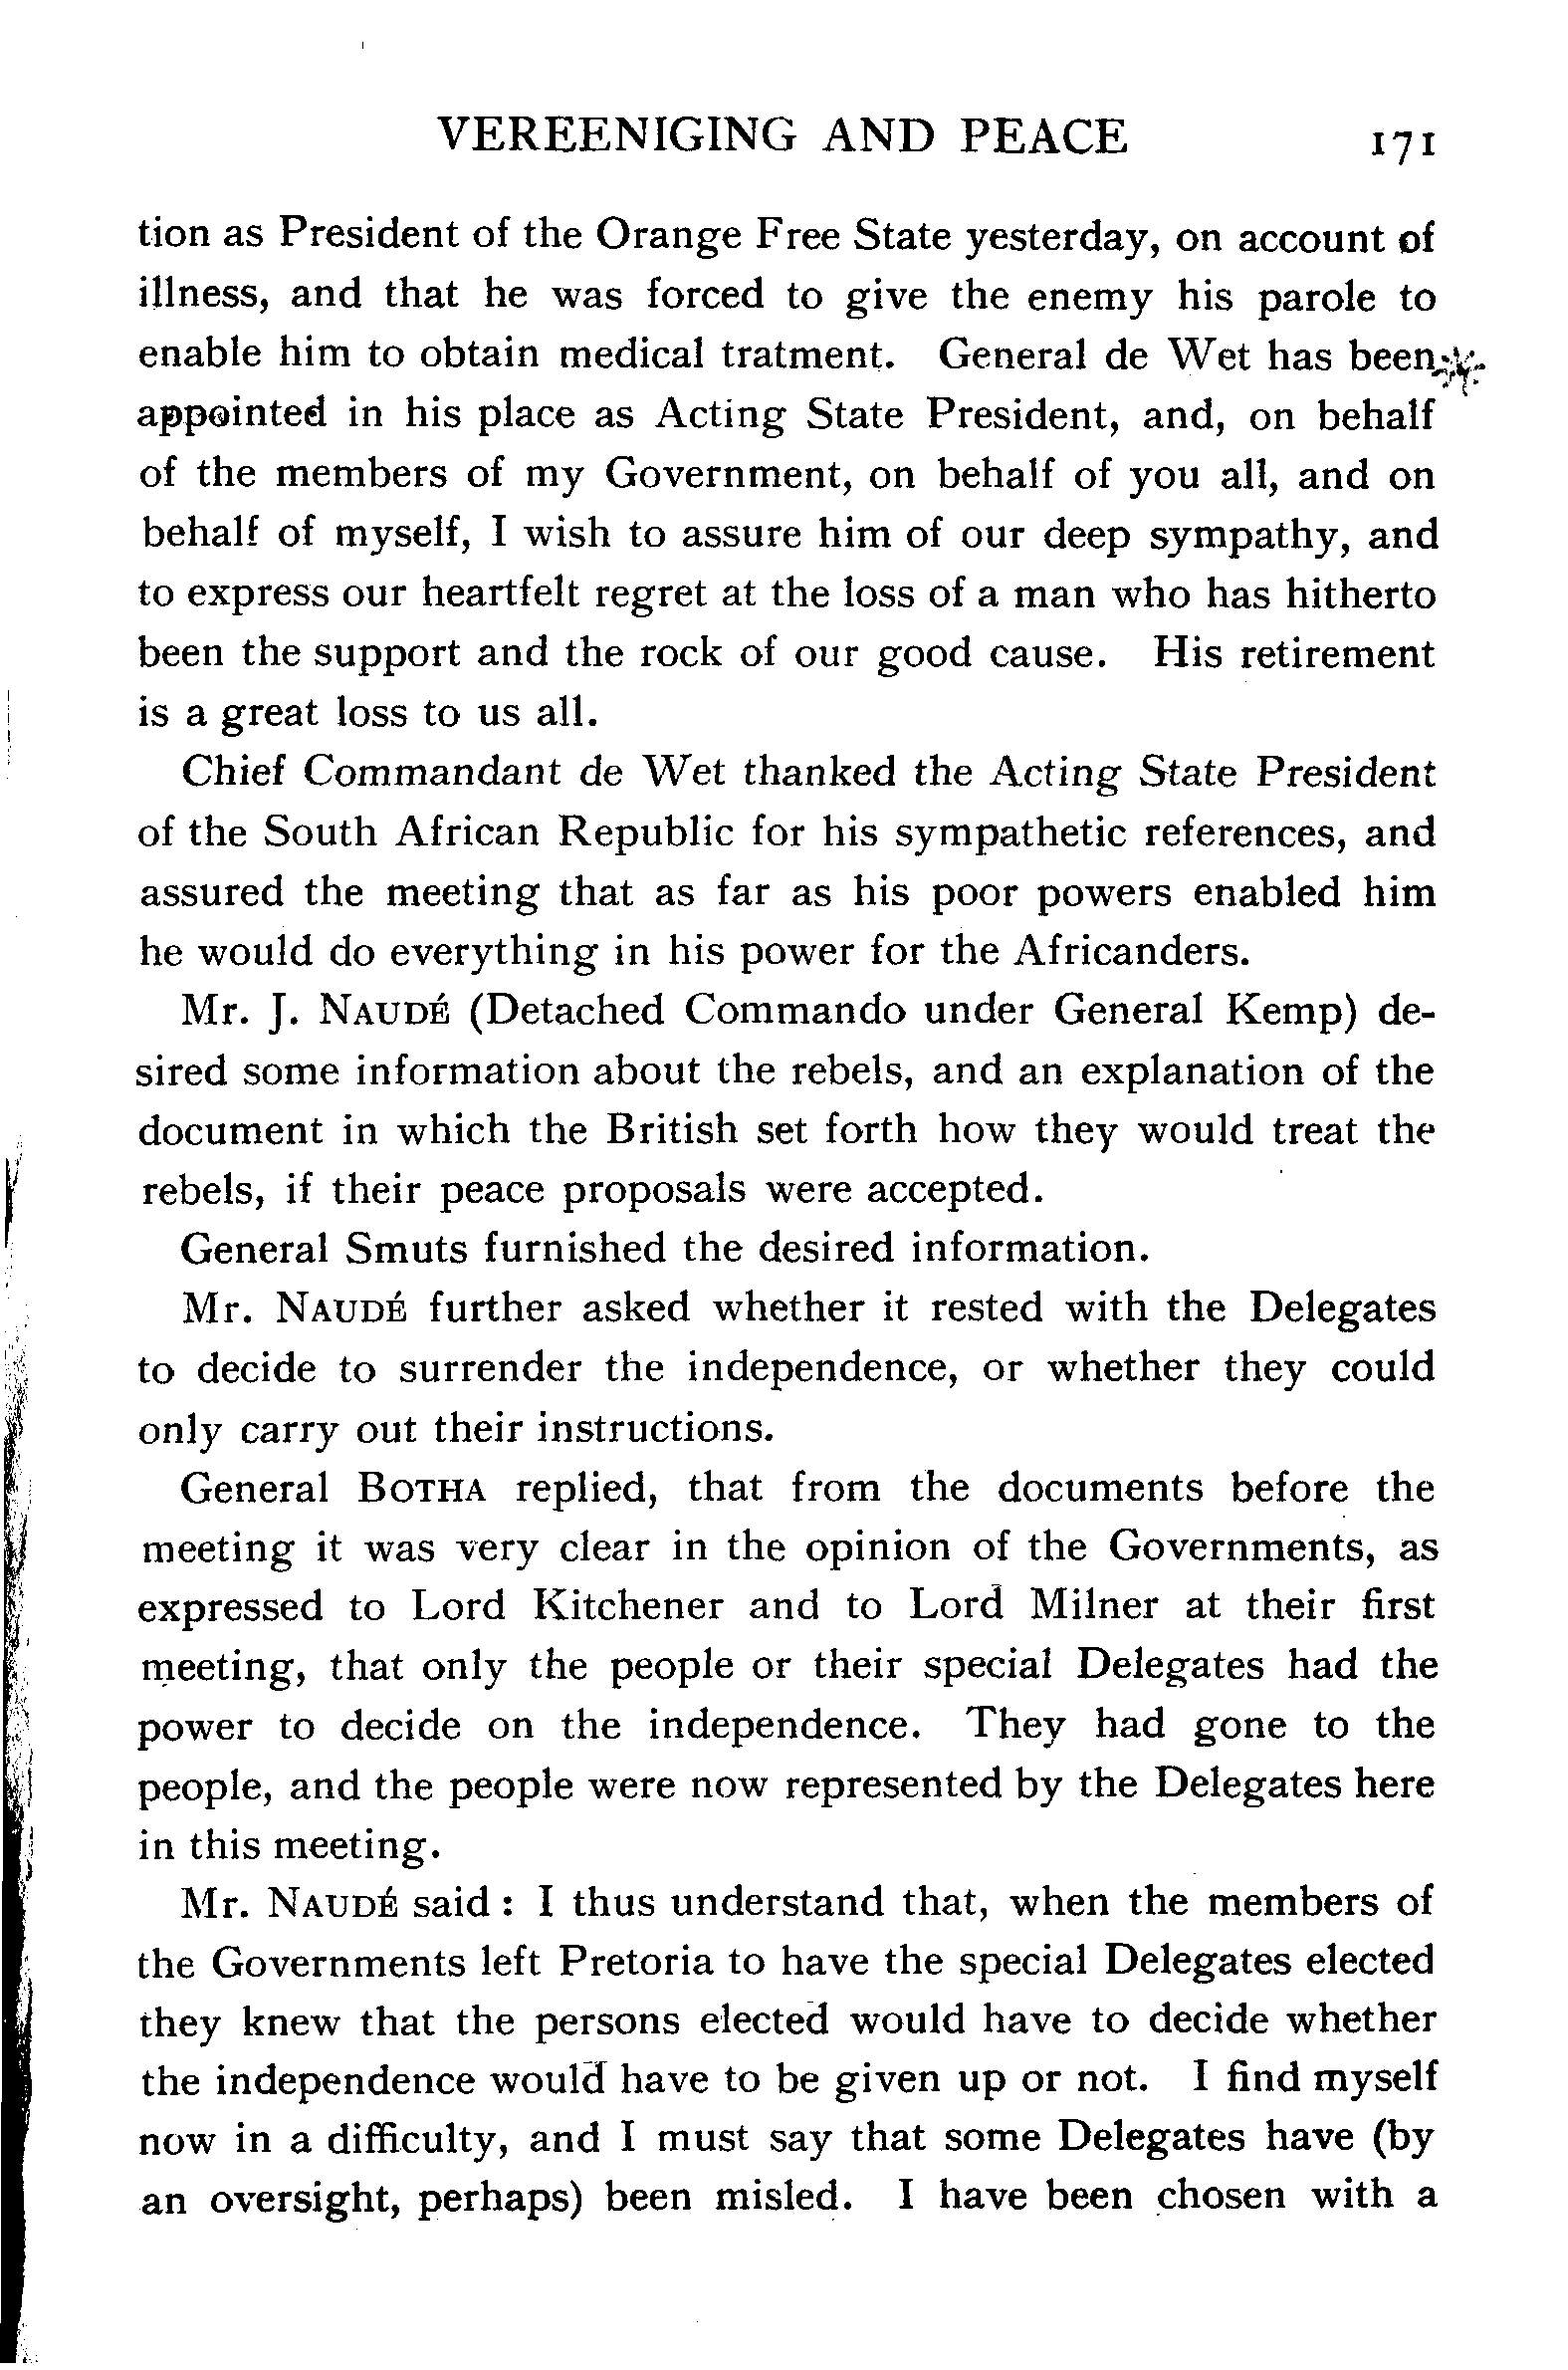 VEREENIGING AND PEACE 171
tion as President of the Orange Free State yesterday, on account of
illness, and that he was forced to give the enemy his parole to
enable him to obtain medical tratment. General de Wet has been
appointed in his place as Acting State President, and, on behalf
of the members of my Government, on behalf of you all, and on
behalf of myself, I wish to assure him of our deep sympathy, and
to express our heartfelt regret at the loss of a man who has hitherto
been the support and the rock of our good cause. His retirement
is a great loss to us all.
Chief Commandant de Wet thanked the Acting State President
of the South African Republic for his sympathetic references, and
assured the meeting that as far as his poor powers enabled him
he would do everything in his power for the Africanders.
Mr. J. NAUDÉ (Detached Commando under General Kemp) de-
sired some information about the rebels, and an explanation of the
document in which the British set forth how they would treat the
rebels, if their peace proposals were accepted.
General Smuts furnished the desired information.
Mr. NAUDÉ further asked whether it rested with the Delegates
to decide to surrender the independence, or whether they could
only carry out their instructions.
General BOTHA replied, that from the documents before the
meeting it was very clear in the opinion of the Governments, as
expressed to Lord Kitchener and to Lord Milner at their first
meeting, that only the people or their special Delegates had the
power to decide on the independence. They had gone to the
people, and the people were now represented by the Delegates here
in this meeting.
Mr. NAUDÉ said : I thus understand that, when the members of
the Governments left Pretoria to have the special Delegates elected
they knew that the persons elected would have to decide whether
the independence would have to be given up or not. I find myself
now in a difficulty, and I must say that some Delegates have (by
an oversight, perhaps) been misled. I have been chosen with a